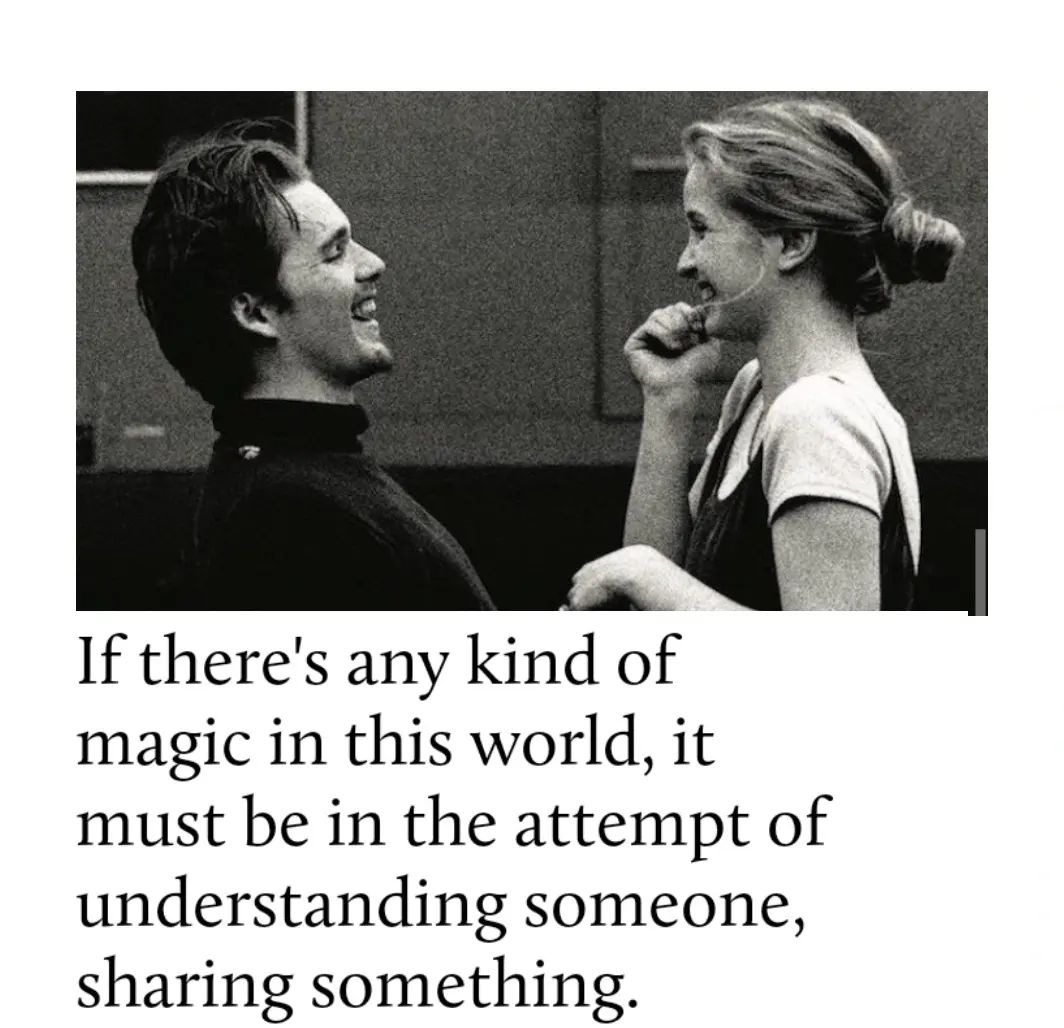 If there's any kind of
magic in this world, it
must be in the attempt of
understanding someone,
sharing something.